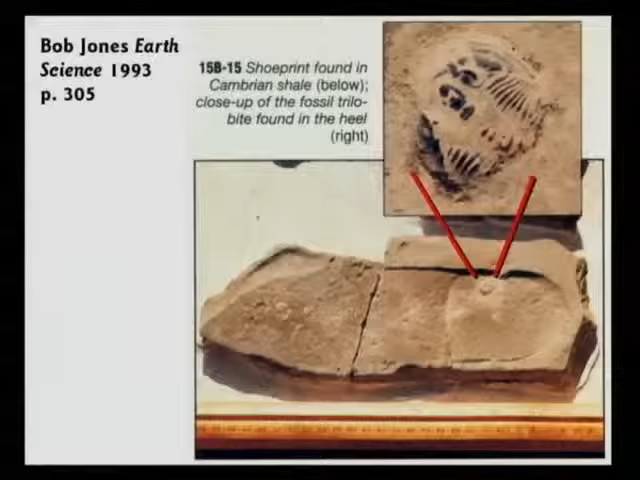 Bob Jones Earth
Science 1993
p. 305
15B-15 Shoeprint found in
Cambrian shale (below);
close-up of the fossil trilo-
bite found in the heel
(right)